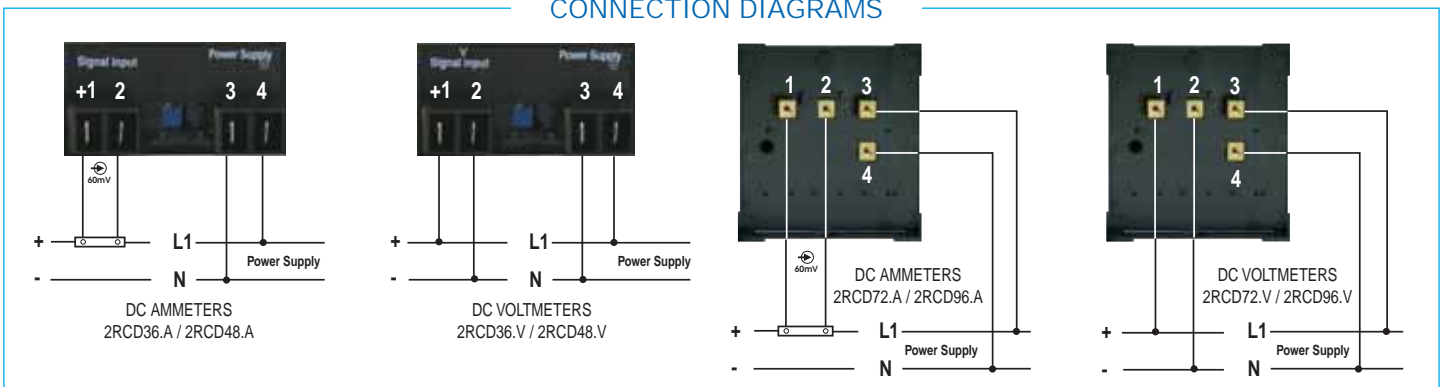 CONNECTION DIAGRAMS
Signal Input Power Supply
+1 2 3 4
60mV
+ L1
Power Supply
- N
DC AMMETERS
2RCD36.A / 2RCD48.A
V
Signal Input Power Supply
+1 2 3 4
+ L1
Power Supply
- N
DC VOLTMETERS
2RCD36.V / 2RCD48.V
1 2 3
4
60mV
DC AMMETERS
2RCD72.A / 2RCD96.A
+ L1
Power Supply
- N
1 2 3
4
DC VOLTMETERS
2RCD72.V / 2RCD96.V
+ L1
Power Supply
- N